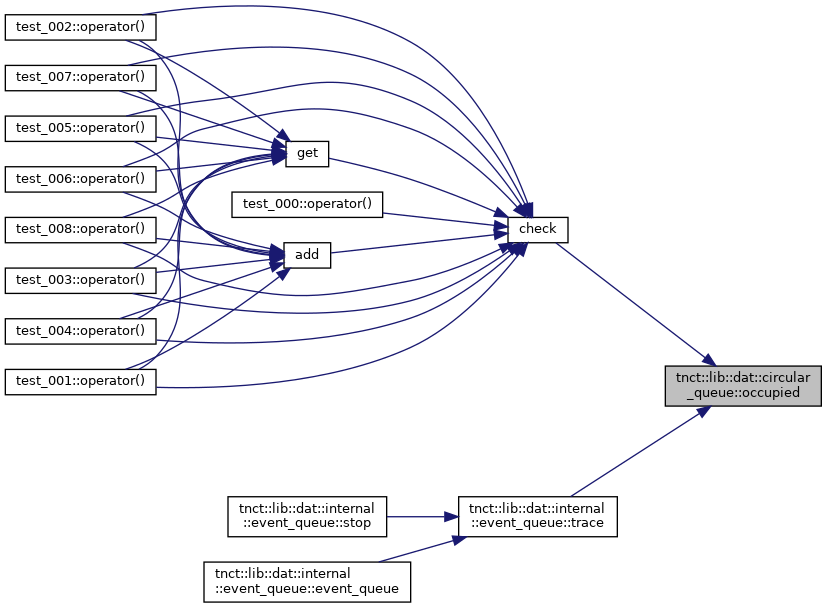 test_002::operator()
test_007::operator()
test_005::operator()
get
test_006::operator()
test_000::operator()
check
test_008::operator()
add
test_003::operator()
test_004::operator()
test_001::operator()
tnct::lib::dat::circular
_queue::occupied
tnct::lib::dat::internal
::event_queue::stop
tnct::lib::dat::internal
::event_queue::trace
tnct::lib::dat::internal
::event_queue::event_queue